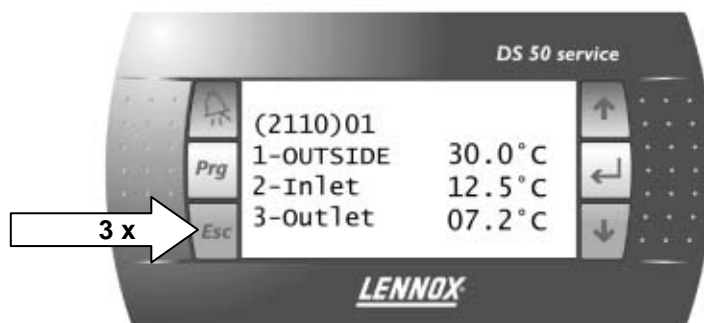 DS 50 service
(2110)01
1-OUTSIDE 30.0°C
Prg
2-Inlet 12.5°C
3-Outlet 07.2°C
3 x
Esc
LENNOX